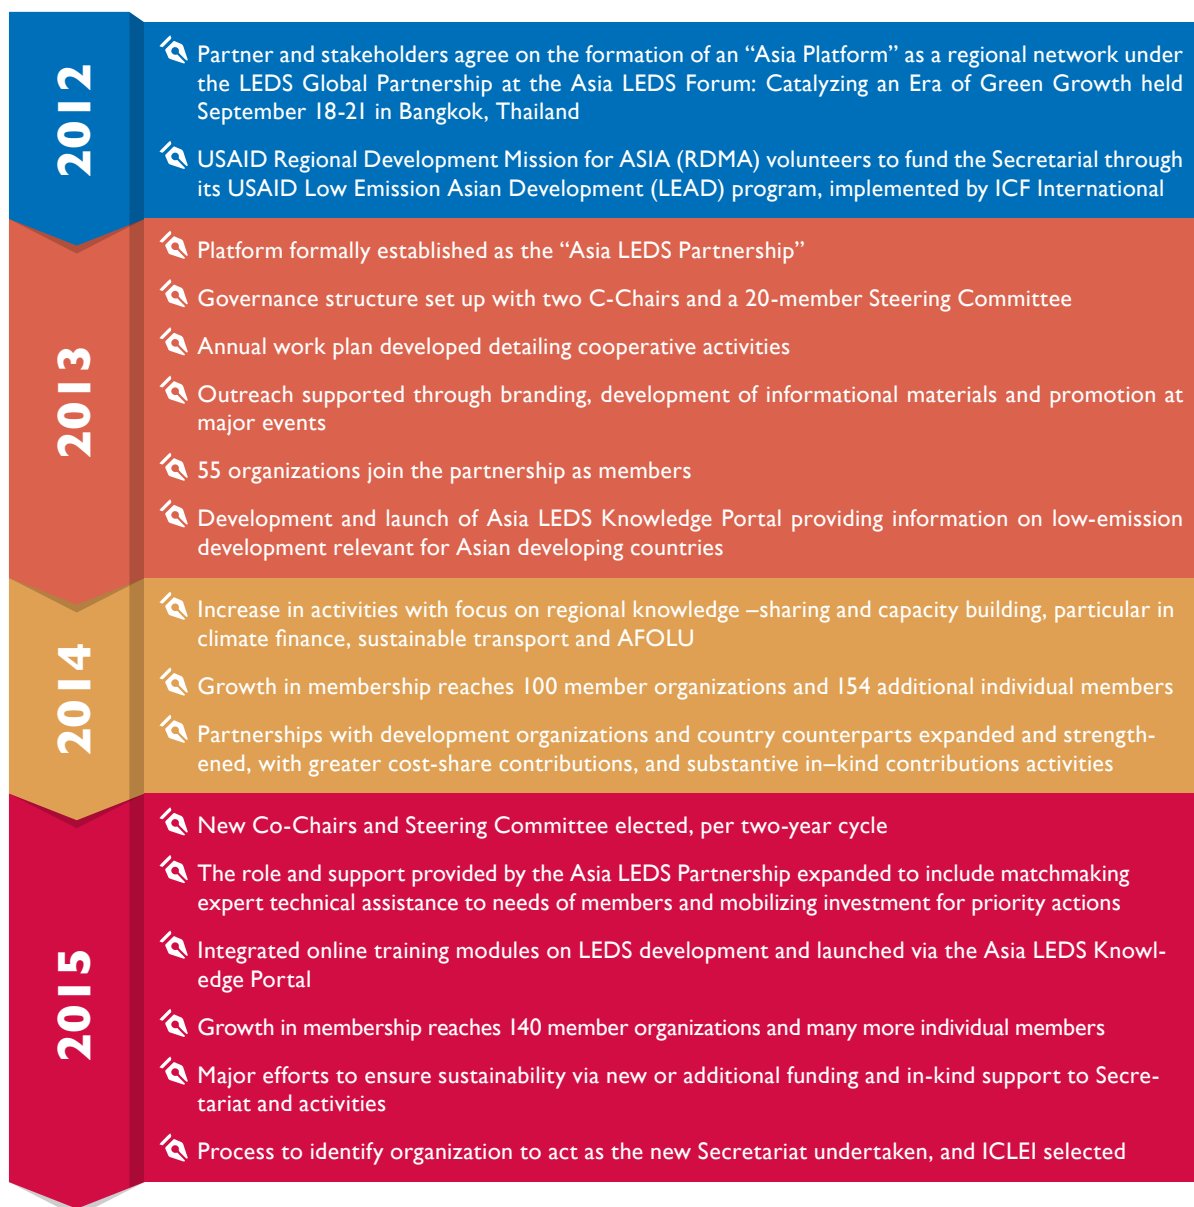 2012
Partner and stakeholders agree on the formation of an “Asia Platform” as a regional network under
the LEDS Global Partnership at the Asia LEDS Forum: Catalyzing an Era of Green Growth held
September 18-21 in Bangkok, Thailand
USAID Regional Development Mission for ASIA (RDMA) volunteers to fund the Secretarial through
its USAID Low Emission Asian Development (LEAD) program, implemented by ICF International
2013
Platform formally established as the “Asia LEDS Partnership”
Governance structure set up with two C-Chairs and a 20-member Steering Committee
Annual work plan developed detailing cooperative activities
Outreach supported through branding, development of informational materials and promotion at
major events
55 organizations join the partnership as members
Development and launch of Asia LEDS Knowledge Portal providing information on low-emission
development relevant for Asian developing countries
2014
Increase in activities with focus on regional knowledge –sharing and capacity building, particular in
climate finance, sustainable transport and AFOLU
Growth in membership reaches 100 member organizations and 154 additional individual members
Partnerships with development organizations and country counterparts expanded and strength-
ened, with greater cost-share contributions, and substantive in–kind contributions activities
2015
New Co-Chairs and Steering Committee elected, per two-year cycle
The role and support provided by the Asia LEDS Partnership expanded to include matchmaking
expert technical assistance to needs of members and mobilizing investment for priority actions
Integrated online training modules on LEDS development and launched via the Asia LEDS Knowl-
edge Portal
Growth in membership reaches 140 member organizations and many more individual members
Major efforts to ensure sustainability via new or additional funding and in-kind support to Secre-
tariat and activities
Process to identify organization to act as the new Secretariat undertaken, and ICLEI selected